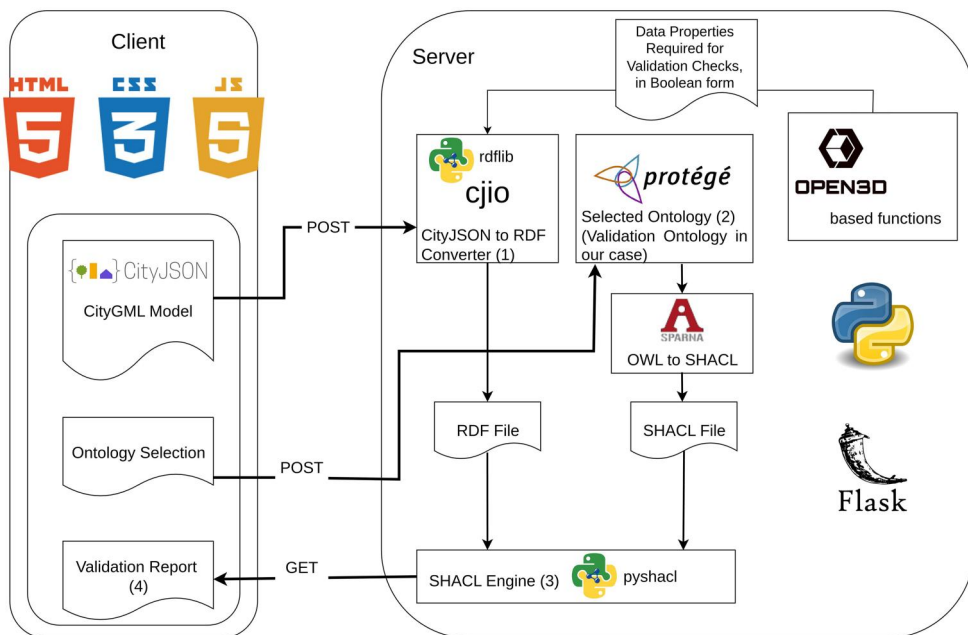 Client
HTML
CSS
JS
5
3
5
{ } CityJSON
CityGML Model
Ontology Selection
Validation Report
(4)
POST
POST
GET
Server
Data Properties
Required for
Validation Checks,
in Boolean form
rdflib
cjio
CityJSON to RDF
Converter (1)
protégé
Selected Ontology (2)
(Validation Ontology in
our case)
OPEN3D
based functions
SPARNA
OWL to SHACL
RDF File
SHACL File
Flask
SHACL Engine (3)
pyshacl